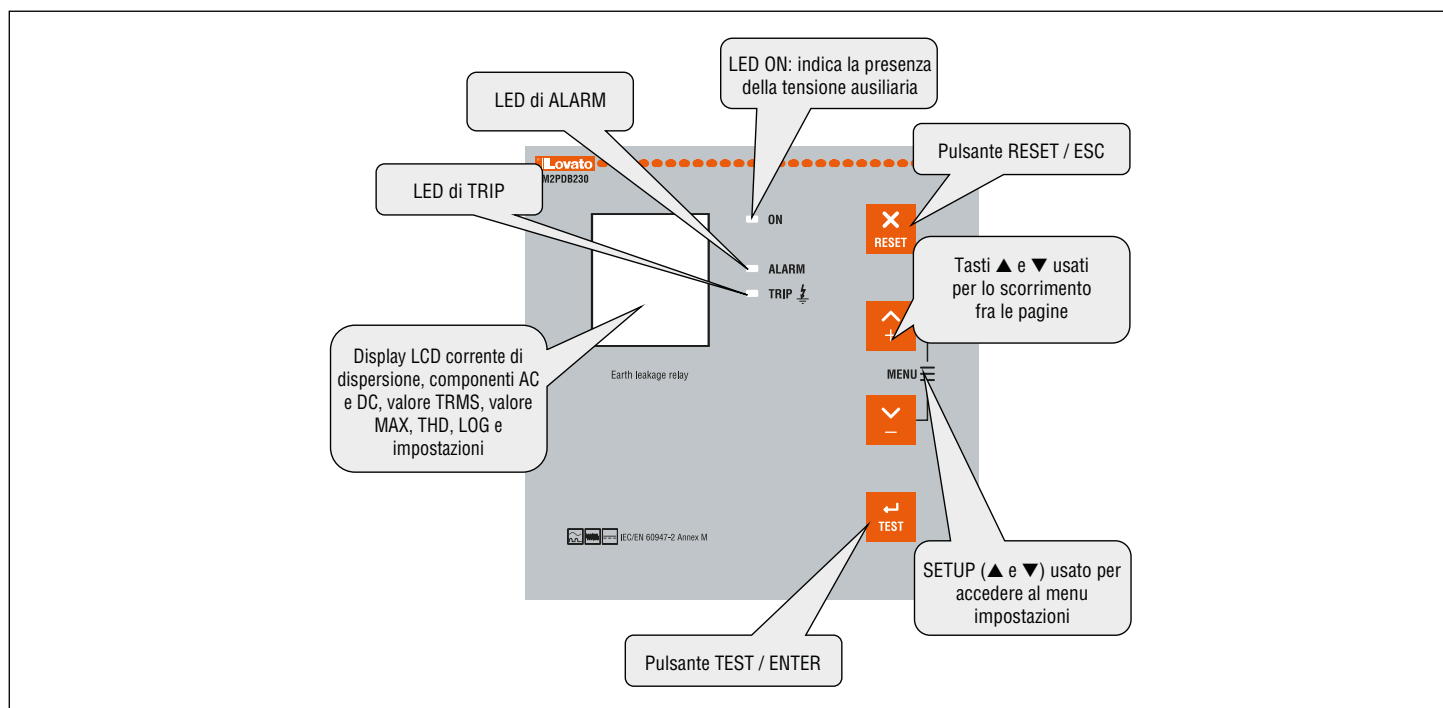 LED ON: indica la presenza
della tensione ausiliaria
LED di ALARM
Pulsante RESET / ESC
LED di TRIP
Lovato
M2PDB230
ON
RESET
ALARM
TRIP
Tasti ▲ e ▼ usati
per lo scorrimento
fra le pagine
+
Display LCD corrente di
dispersione, componenti AC
e DC, valore TRMS, valore
MAX, THD, LOG e
impostazioni
Earth leakage relay
MENU
–
TEST
IEC/EN 60947-2 Annex M
SETUP (▲ e ▼) usato per
accedere al menu
impostazioni
Pulsante TEST / ENTER